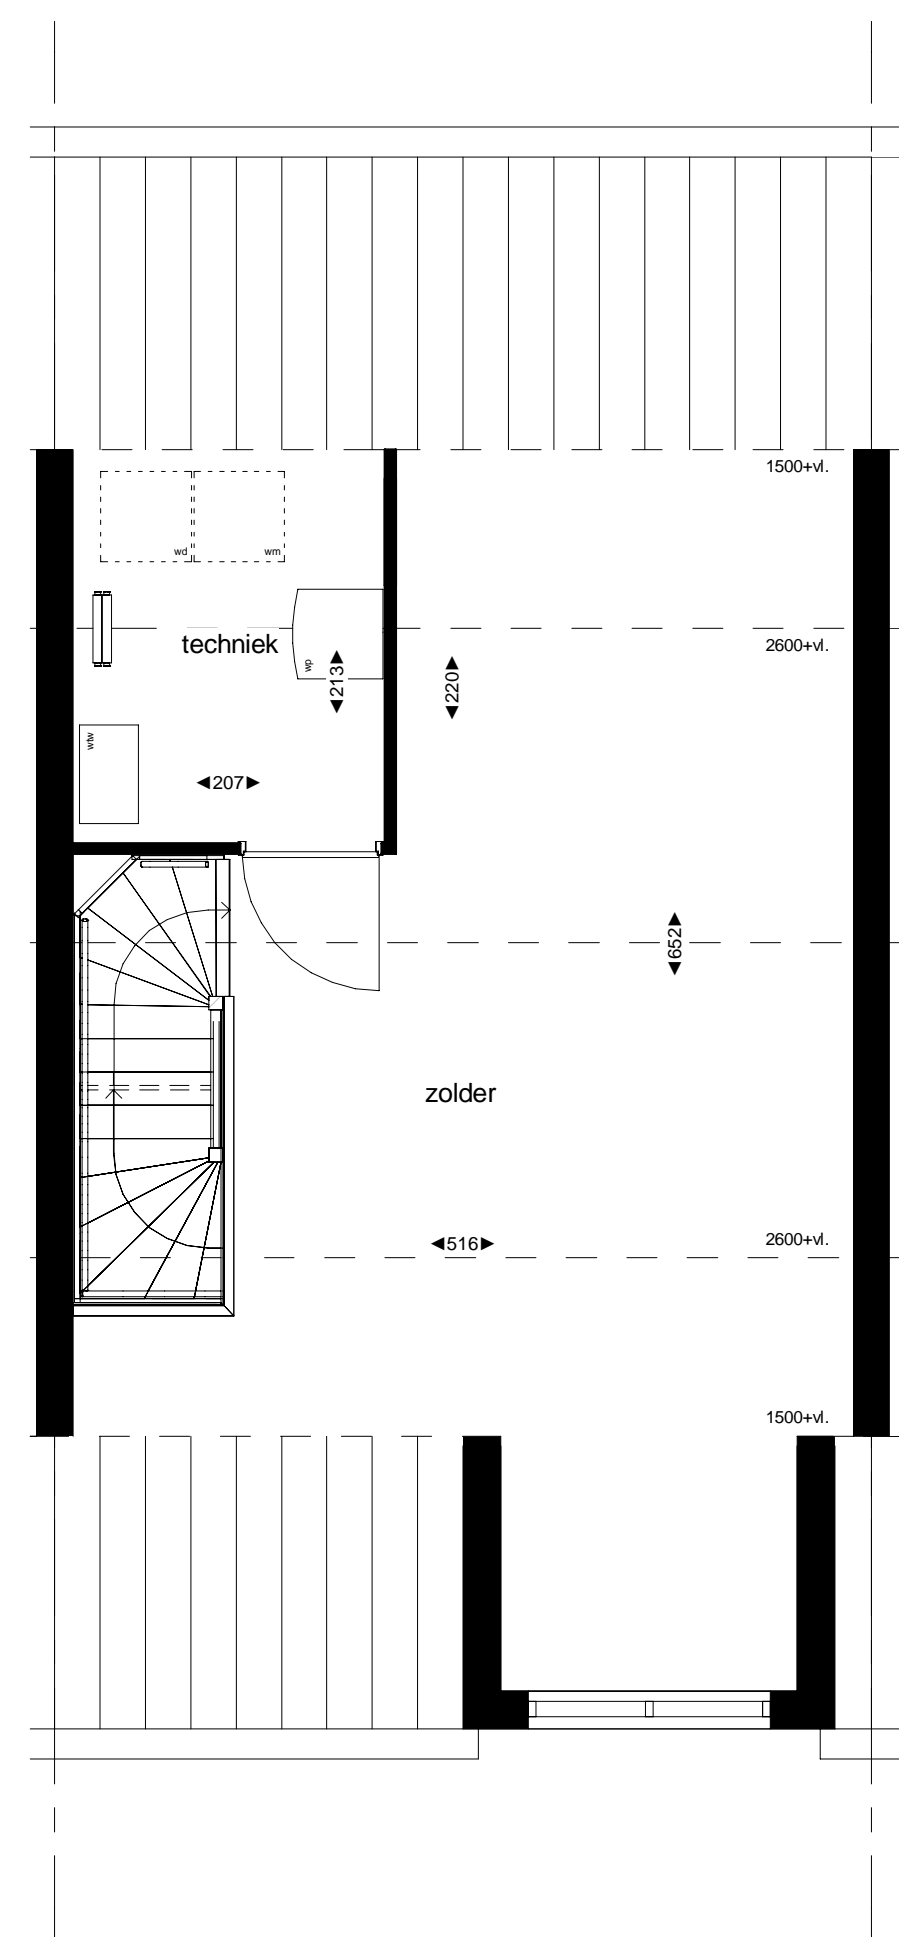 1500+vl.
wd
wm
techniek
2600+vl.
wp
◄213►
◄220►
wtw
◄207►
◄652►
zolder
◄516►
2600+vl.
1500+vl.